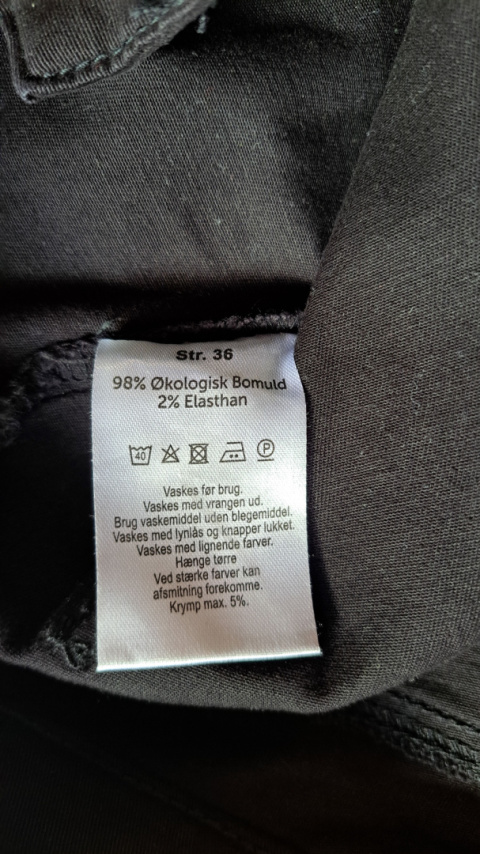 Str. 36
98% Økologisk Bomuld
2% Elasthan
40 P
Vaskes før brug.
Vaskes med vrangen ud.
Brug vaskemiddel uden blegemiddel.
Vaskes med lynlås og knapper lukket.
Vaskes med lignende farver.
Hænge tørre
Ved stærke farver kan
afsmitning forekomme.
Krymp max. 5%.